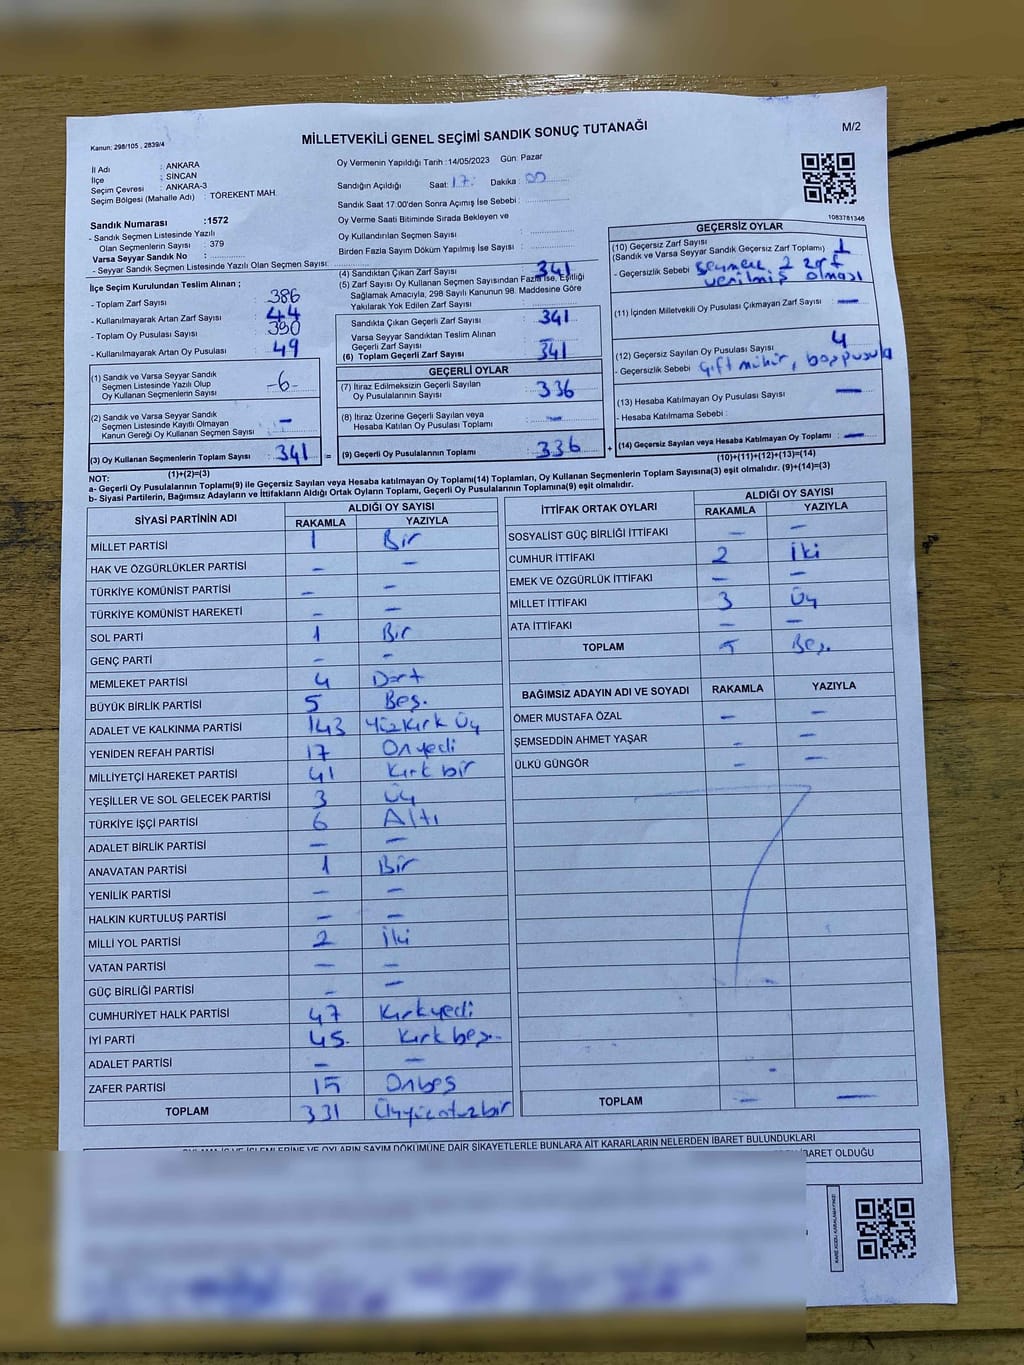 MİLLETVEKİLİ GENEL SEÇİMİ SANDIK SONUÇ TUTANAĞI
M/2
Kanun: 298/105 , 2839/4
İl Adı : ANKARA
İlçe : SİNCAN
Seçim Çevresi : ANKARA-3
Seçim Bölgesi (Mahalle Adı) : TÖREKENT MAH.
Sandık Numarası :1572
- Sandık Seçmen Listesinde Yazılı
Olan Seçmenlerin Sayısı : 379
Varsa Seyyar Sandık No :
- Seyyar Sandık Seçmen Listesinde Yazılı Olan Seçmen Sayısı:
İlçe Seçim Kurulundan Teslim Alınan ;
- Toplam Zarf Sayısı : 386
- Kullanılmayarak Artan Zarf Sayısı : 44
- Toplam Oy Pusulası Sayısı : 390
- Kullanılmayarak Artan Oy Pusulası : 49
(1) Sandık ve Varsa Seyyar Sandık
Seçmen Listesinde Yazılı Olup
Oy Kullanan Seçmenlerin Sayısı : -6-
(2) Sandık ve Varsa Seyyar Sandık
Seçmen Listesinde Kayıtlı Olmayan
Kanun Gereği Oy Kullanan Seçmen Sayısı : -
(3) Oy Kullanan Seçmenlerin Toplam Sayısı : 341
(1)+(2)=(3)
Oy Vermenin Yapıldığı Tarih : 14/05/2023 Gün: Pazar
Sandığın Açıldığı Saat: 17: Dakika : 00
Sandık Saat 17:00'den Sonra Açımış İse Sebebi :
Oy Verme Saati Bitiminde Sırada Bekleyen ve
Oy Kullandırılan Seçmen Sayısı :
Birden Fazla Sayım Döküm Yapılmış İse Sayısı :
(4) Sandıktan Çıkan Zarf Sayısı : 341
(5) Zarf Sayısı Oy Kullanan Seçmen Sayısından Fazla İse, Eşitliği
Sağlamak Amacıyla, 298 Sayılı Kanunun 98. Maddesine Göre
Yakılarak Yok Edilen Zarf Sayısı :
Sandıkta Çıkan Geçerli Zarf Sayısı : 341
Varsa Seyyar Sandıktan Teslim Alınan
Geçerli Zarf Sayısı :
(6) Toplam Geçerli Zarf Sayısı : 341
GEÇERLİ OYLAR
(7) İtiraz Edilmeksizin Geçerli Sayılan
Oy Pusulalarının Sayısı : 336
(8) İtiraz Üzerine Geçerli Sayılan veya
Hesaba Katılan Oy Pusulası Toplamı : -
= (9) Geçerli Oy Pusulalarının Toplamı : 336 +
1083781346
GEÇERSİZ OYLAR
(10) Geçersiz Zarf Sayısı
(Sandık ve Varsa Seyyar Sandık Geçersiz Zarf Toplamı) : 1
- Geçersizlik Sebebi : Seçmene 2 zarf
verilmiş olması
(11) İçinden Milletvekili Oy Pusulası Çıkmayan Zarf Sayısı : -
(12) Geçersiz Sayılan Oy Pusulası Sayısı : 4
- Geçersizlik Sebebi : Çift mühür, boş pusula
(13) Hesaba Katılmayan Oy Pusulası Sayısı : -
- Hesaba Katılmama Sebebi :
(14) Geçersiz Sayılan veya Hesaba Katılmayan Oy Toplamı : -
(10)+(11)+(12)+(13)=(14)
NOT:
a- Geçerli Oy Pusulalarının Toplamı(9) ile Geçersiz Sayılan veya Hesaba katılmayan Oy Toplamı(14) Toplamları, Oy Kullanan Seçmenlerin Toplam Sayısına(3) eşit olmalıdır. (9)+(14)=(3)
b- Siyasi Partilerin, Bağımsız Adayların ve İttifakların Aldığı Ortak Oyların Toplamı, Geçerli Oy Pusulalarının Toplamına(9) eşit olmalıdır.
SİYASİ PARTİNİN ADI ALDIĞI OY SAYISI
RAKAMLA YAZIYLA
MİLLET PARTİSİ 1 Bir
HAK VE ÖZGÜRLÜKLER PARTİSİ - -
TÜRKİYE KOMÜNİST PARTİSİ - -
TÜRKİYE KOMÜNİST HAREKETİ - -
SOL PARTİ 1 Bir
GENÇ PARTİ - -
MEMLEKET PARTİSİ 4 Dört
BÜYÜK BİRLİK PARTİSİ 5 Beş.
ADALET VE KALKINMA PARTİSİ 143 Yüzkırk Üç
YENİDEN REFAH PARTİSİ 17 Onyedi
MİLLİYETÇİ HAREKET PARTİSİ 41 Kırk bir
YEŞİLLER VE SOL GELECEK PARTİSİ 3 Üç
TÜRKİYE İŞÇİ PARTİSİ 6 Altı
ADALET BİRLİK PARTİSİ - -
ANAVATAN PARTİSİ 1 Bir
YENİLİK PARTİSİ - -
HALKIN KURTULUŞ PARTİSİ - -
MİLLİ YOL PARTİSİ 2 İki
VATAN PARTİSİ - -
GÜÇ BİRLİĞİ PARTİSİ - -
CUMHURİYET HALK PARTİSİ 47 Kırkyedi
İYİ PARTİ 45. Kırk beş.
ADALET PARTİSİ - -
ZAFER PARTİSİ 15 Onbeş
TOPLAM 331 Üçyüzotuzbir
İTTİFAK ORTAK OYLARI ALDIĞI OY SAYISI
RAKAMLA YAZIYLA
SOSYALİST GÜÇ BİRLİĞİ İTTİFAKI - -
CUMHUR İTTİFAKI 2 İki
EMEK VE ÖZGÜRLÜK İTTİFAKI - -
MİLLET İTTİFAKI 3 Üç
ATA İTTİFAKI - -
TOPLAM 5 Beş.
BAĞIMSIZ ADAYIN ADI VE SOYADI RAKAMLA YAZIYLA
ÖMER MUSTAFA ÖZAL - -
ŞEMSEDDİN AHMET YAŞAR - -
ÜLKÜ GÜNGÖR - -
TOPLAM - -
OYLARIN SAYIM DÖKÜMÜNE DAİR ŞİKAYETLERLE BUNLARA AİT KARARLARIN NELERDEN İBARET BULUNDUKLARI
İBARET OLDUĞU